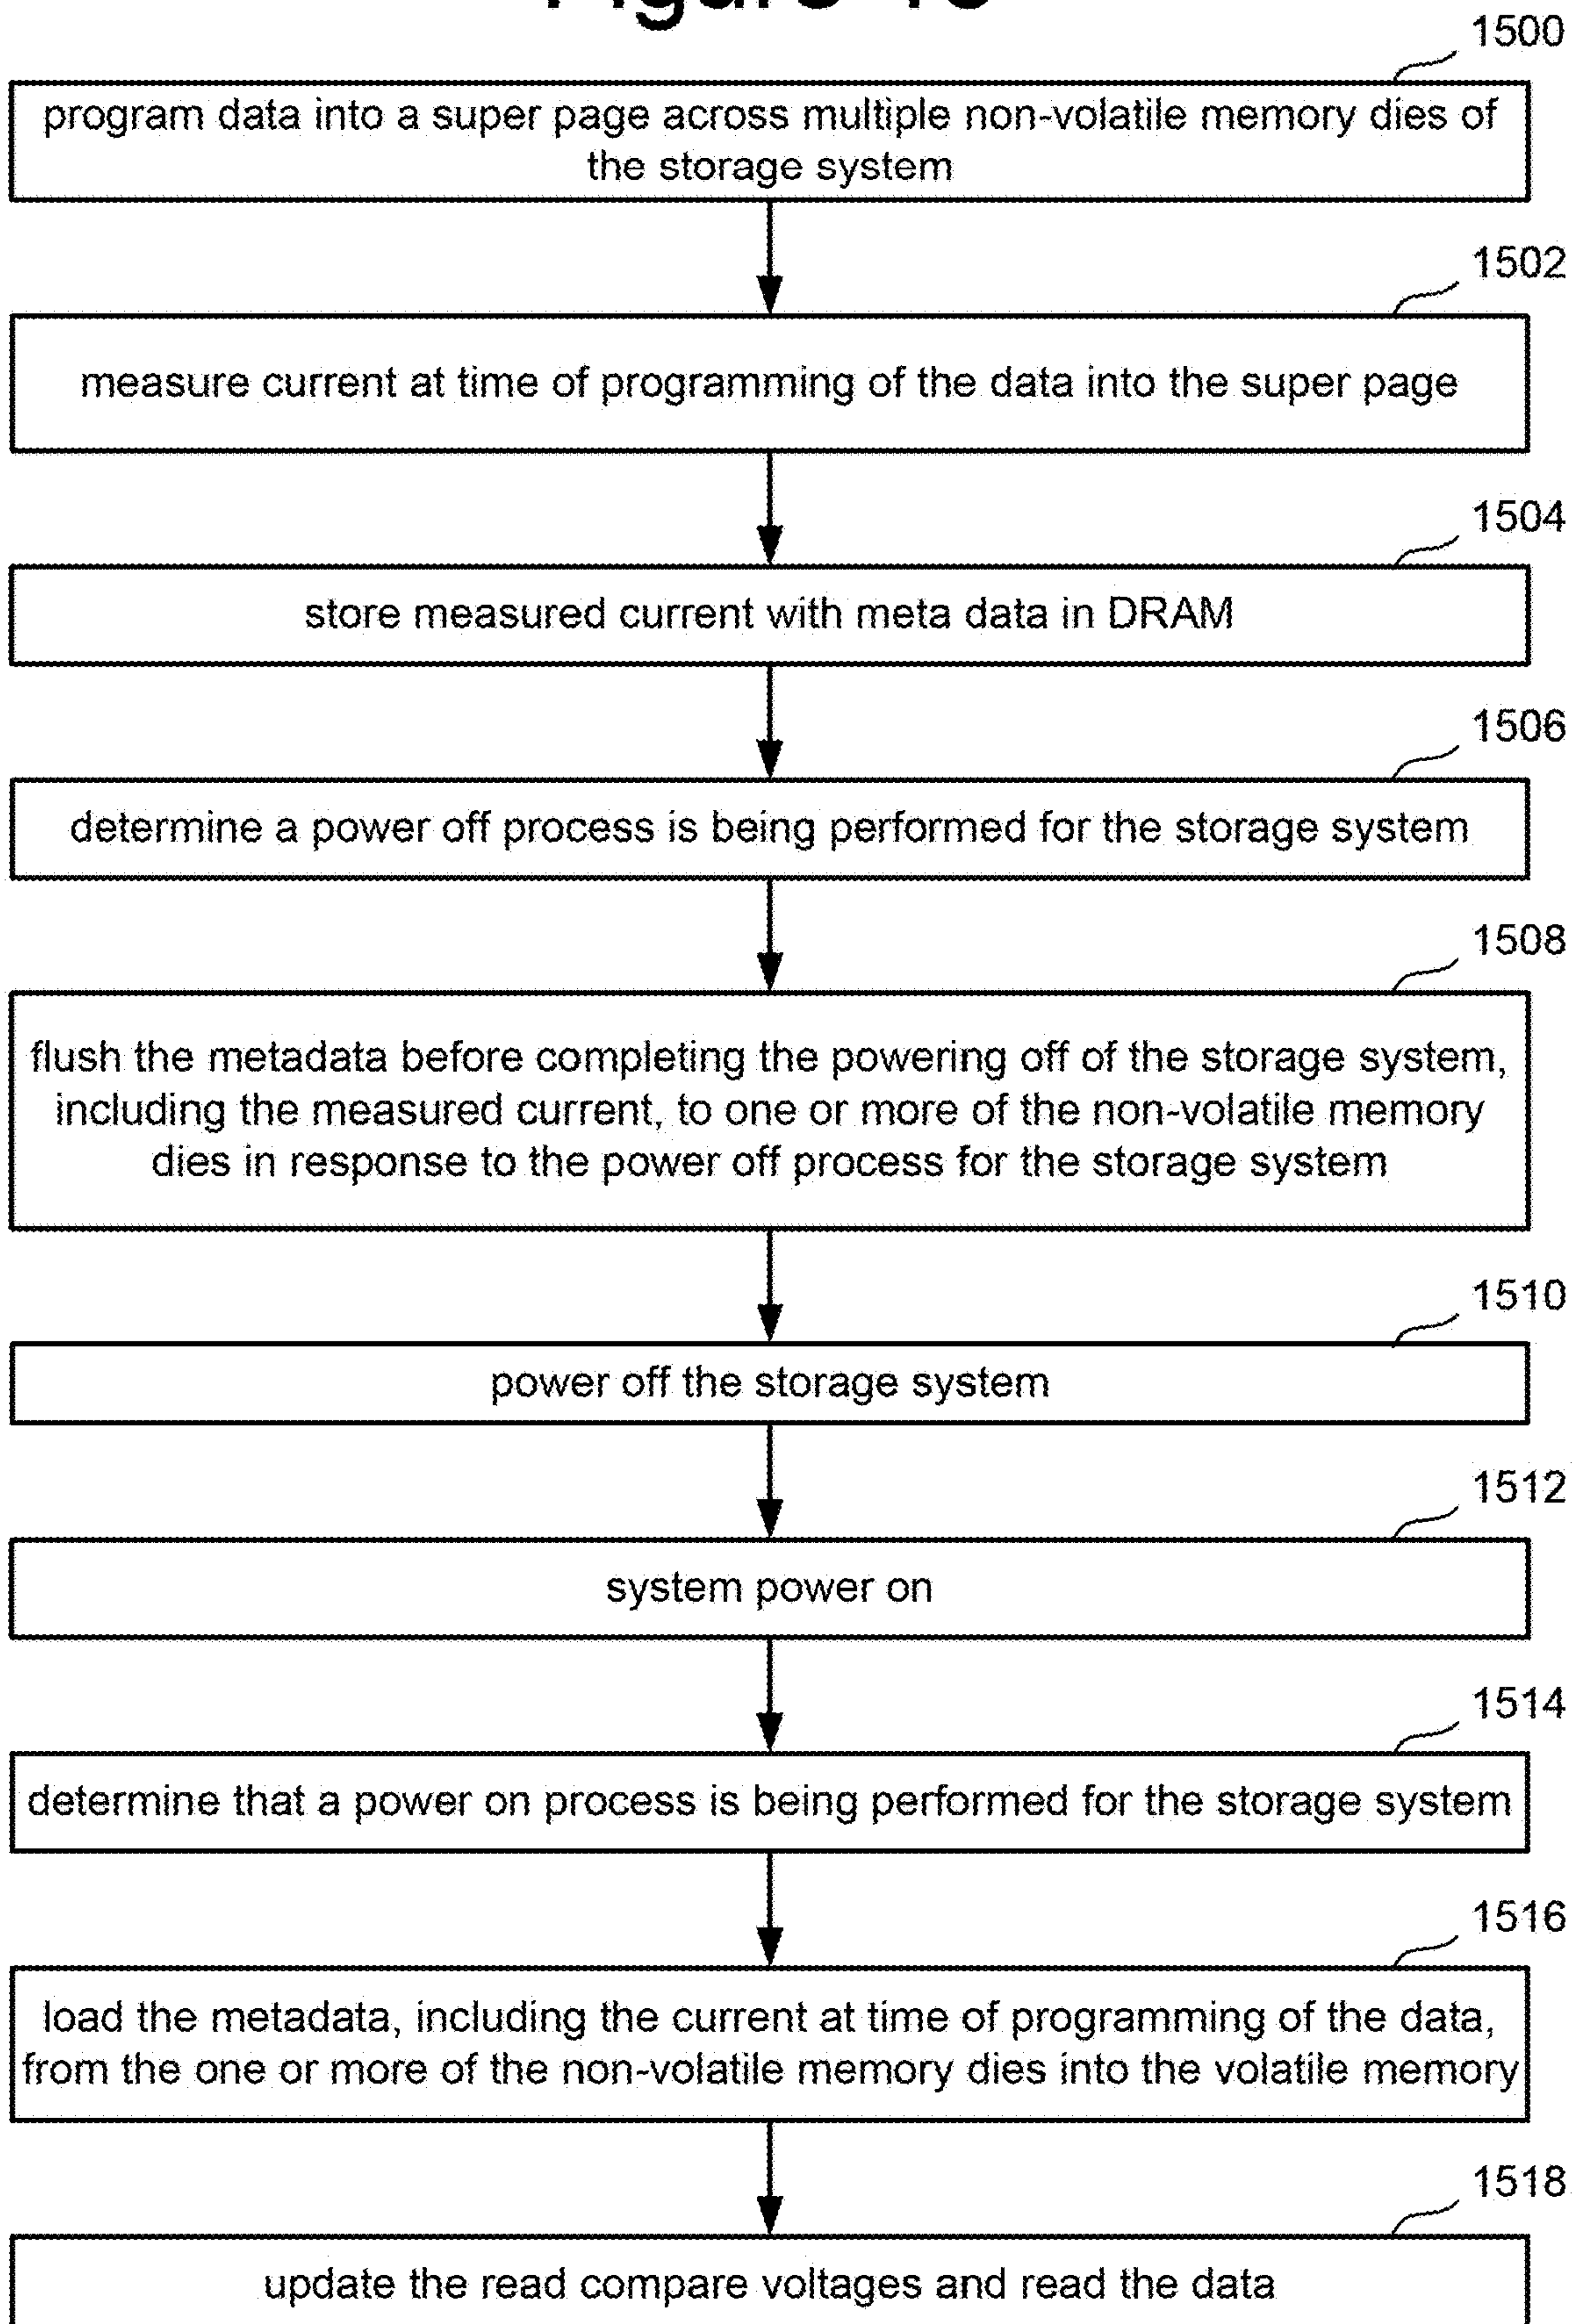 Figure
1500
program data into a super page across multiple non-volatile memory dies of
the storage system
1502
measure current at time of programming of the data into the super page
1504
store measured current with meta data in DRAM
1506
determine a power off process is being performed for the storage system
1508
flush the metadata before completing the powering off of the storage system,
including the measured current, to one or more of the non-volatile memory
dies in response to the power off process for the storage system
1510
power off the storage system
1512
system power on
1514
determine that a power on process is being performed for the storage system
1516
load the metadata, including the current at time of programming of the data,
from the one or more of the non-volatile memory dies into the volatile memory
1518
update the read compare voltages and read the data